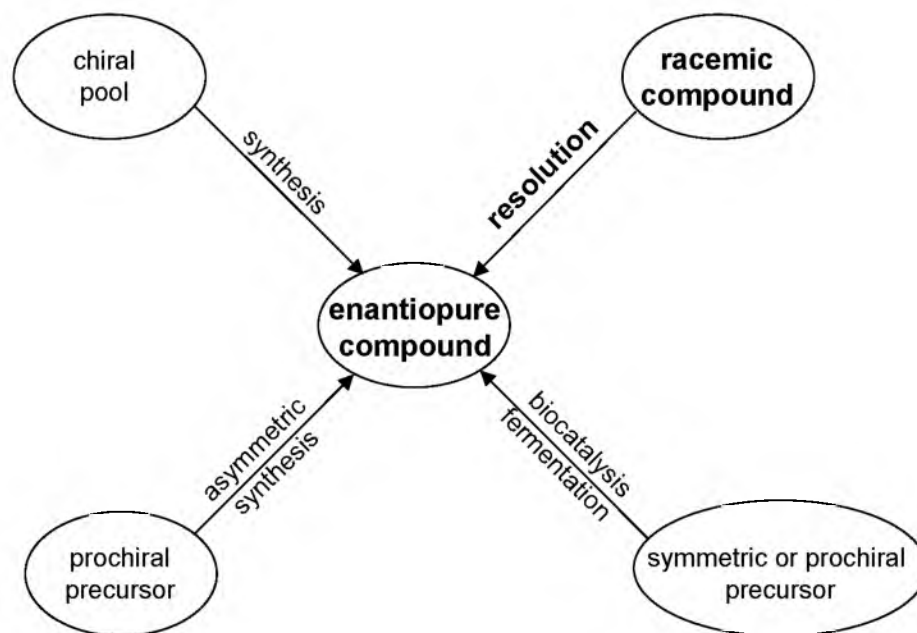 chiral
pool
racemic
compound
synthesis
resolution
enantiopure
compound
asymmetric
synthesis
biocatalysis
fermentation
prochiral
precursor
symmetric or prochiral
precursor